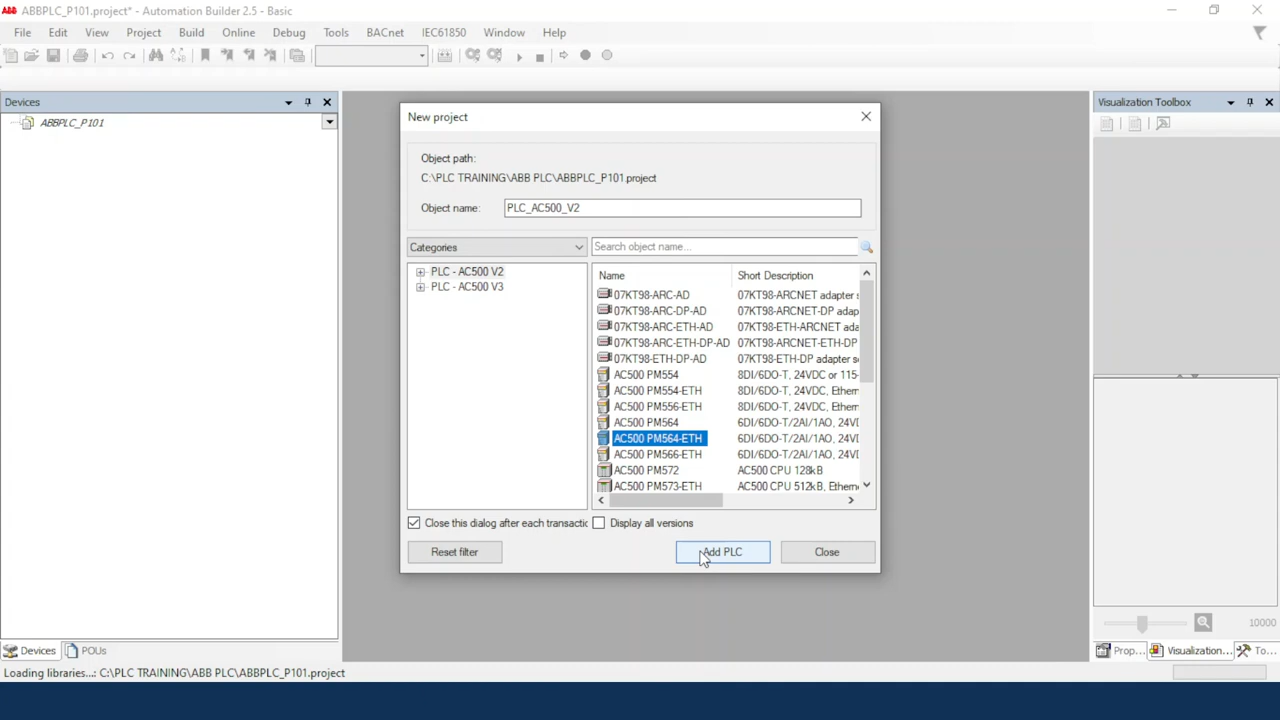 ABB ABBPLC_P101.project* - Automation Builder 2.5 - Basic
File Edit View Project Build Online Debug Tools BACnet IEC61850 Window Help
Devices
ABBPLC_P101
Visualization Toolbox
New project
Object path:
C:\PLC TRAINING\ABB PLC\ABBPLC_P101.project
Object name: PLC_AC500_V2
Categories
Search object name...
PLC - AC500 V2
PLC - AC500 V3
Name Short Description
07KT98-ARC-AD 07KT98-ARCNET adapter s
07KT98-ARC-DP-AD 07KT98-ARCNET-DP adap
07KT98-ARC-ETH-AD 07KT98-ETH-ARCNET ada
07KT98-ARC-ETH-DP-AD 07KT98-ARCNET-ETH-DP
07KT98-ETH-DP-AD 07KT98-ETH-DP adapter s
AC500 PM554 8DI/6DO-T, 24VDC or 115-
AC500 PM554-ETH 8DI/6DO-T, 24VDC, Ethern
AC500 PM556-ETH 8DI/6DO-T, 24VDC, Ethern
AC500 PM564 6DI/6DO-T/2AI/1AO, 24VD
AC500 PM564-ETH 6DI/6DO-T/2AI/1AO, 24VD
AC500 PM566-ETH 6DI/6DO-T/2AI/1AO, 24VD
AC500 PM572 AC500 CPU 128kB
AC500 PM573-ETH AC500 CPU 512kB, Etherne
Close this dialog after each transactic
Display all versions
Reset filter
Add PLC
Close
10000
Devices POUs
Prop... Visualization... To...
Loading libraries...: C:\PLC TRAINING\ABB PLC\ABBPLC_P101.project